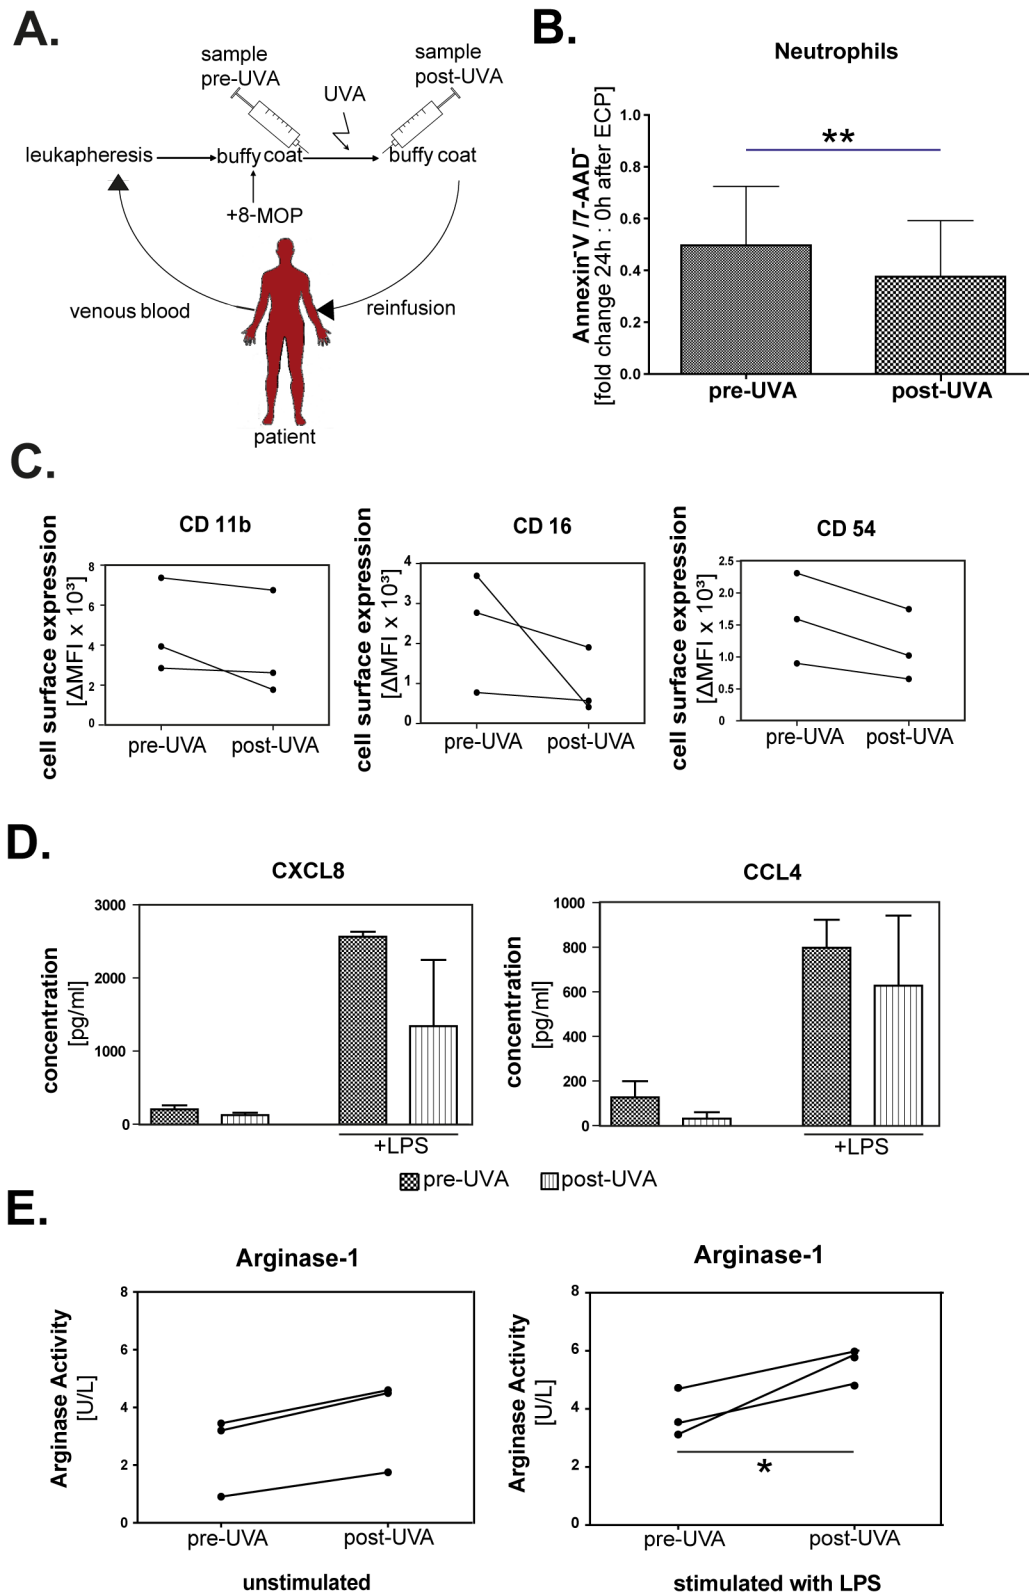 A.
sample
pre-UVA
sample
post-UVA
UVA
leukapheresis
buffy coat
buffy coat
+8-MOP
venous blood
reinfusion
patient
B.
Neutrophils
Annexin⁻V /7-AAD⁻
[fold change 24h : 0h after ECP]
1.0
0.8
0.6
0.4
0.2
0.0
**
pre-UVA
post-UVA
C.
CD 11b
cell surface expression
[ΔMFI x 10³]
8
6
4
2
0
pre-UVA
post-UVA
CD 16
cell surface expression
[ΔMFI x 10³]
4
3
2
1
0
pre-UVA
post-UVA
CD 54
cell surface expression
[ΔMFI x 10³]
2.5
2.0
1.5
1.0
0.5
0
pre-UVA
post-UVA
D.
CXCL8
concentration
[pg/ml]
3000
2000
1000
0
+LPS
CCL4
concentration
[pg/ml]
1000
800
600
400
200
0
+LPS
pre-UVA
post-UVA
E.
Arginase-1
Arginase Activity
[U/L]
8
6
4
2
0
pre-UVA
post-UVA
unstimulated
Arginase-1
Arginase Activity
[U/L]
8
6
4
2
0
*
pre-UVA
post-UVA
stimulated with LPS